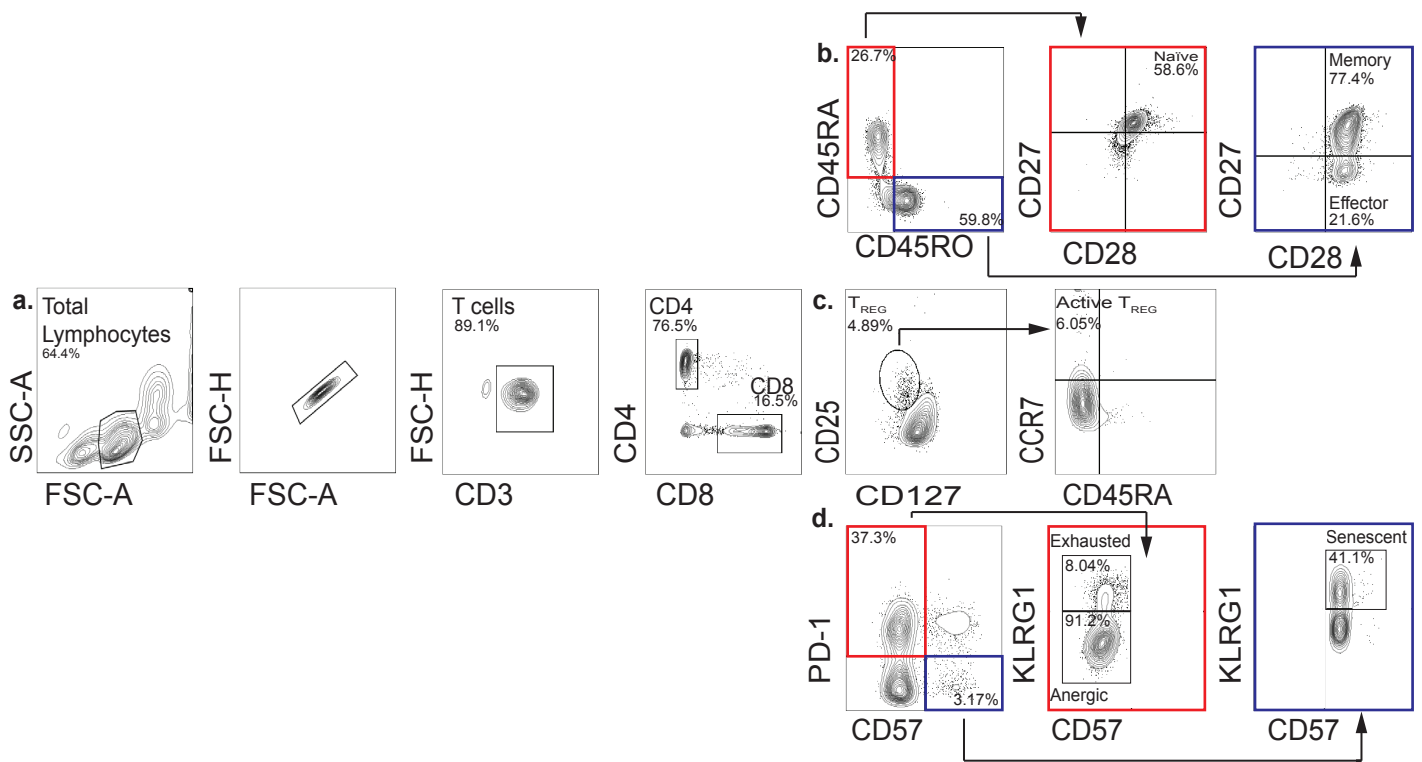 b.
26.7%
59.8%
CD45RA
CD45RO
Naïve
58.6%
CD27
CD28
Memory
77.4%
Effector
21.6%
CD27
CD28
a.
Total
Lymphocytes
64.4%
SSC-A
FSC-A
FSC-H
FSC-A
T cells
89.1%
FSC-H
CD3
CD4
76.5%
CD8
16.5%
CD4
CD8
c.
TREG
4.89%
CD25
CD127
Active TREG
6.05%
CCR7
CD45RA
d.
37.3%
3.17%
PD-1
CD57
Exhausted
8.04%
91.2%
Anergic
KLRG1
CD57
Senescent
41.1%
KLRG1
CD57